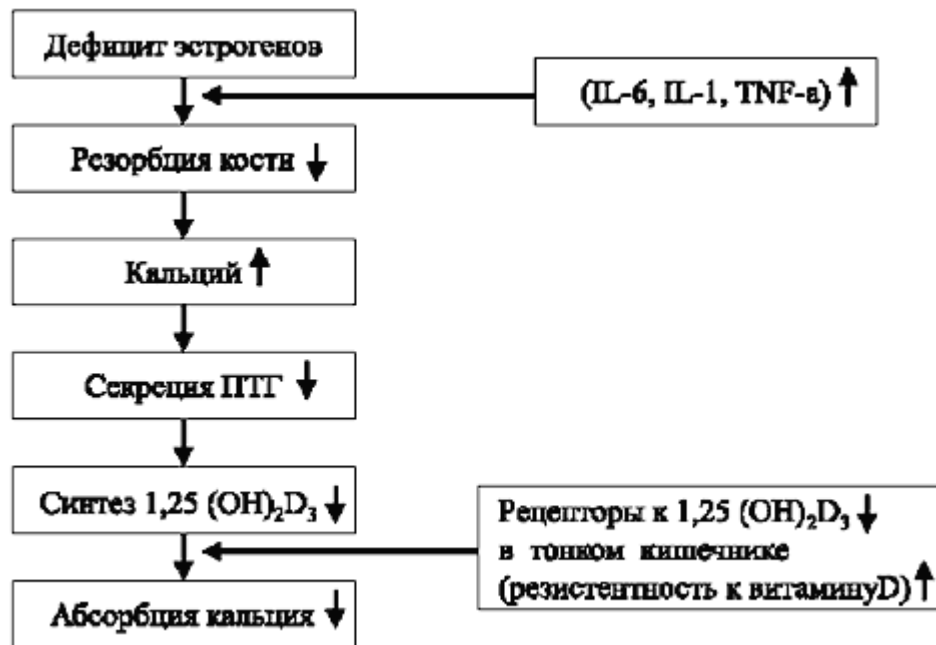 Дефицит эстрогенов
(IL-6, IL-1, TNF-a) ↑
Резорбция кости ↓
Кальций ↑
Секреция ПТГ ↓
Синтез 1,25 (OH)₂D₃ ↓
Рецепторы к 1,25 (OH)₂D₃ ↓
в тонком кишечнике
(резистентность к витаминуD) ↑
Абсорбция кальция ↓